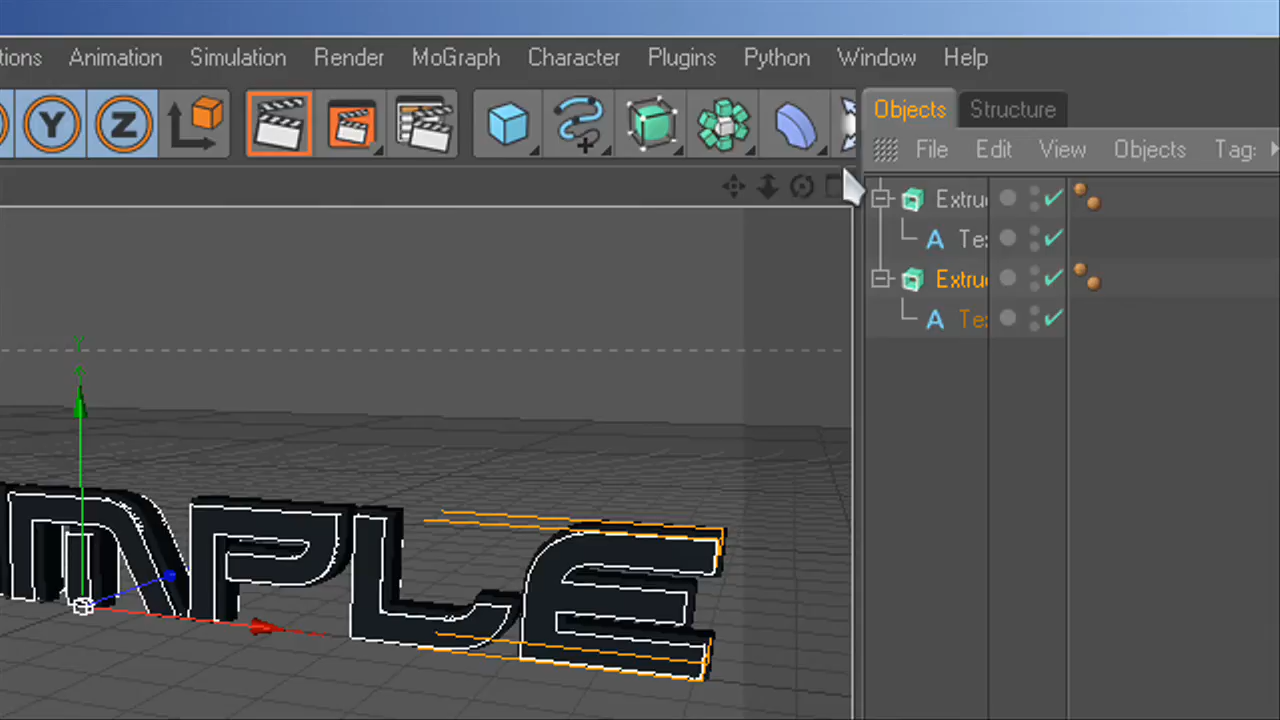 tions Animation Simulation Render MoGraph Character Plugins Python Window Help
Y Z
Objects Structure
File Edit View Objects Tag:
Extru
A Te
Extru
A Te
Y
MPLE